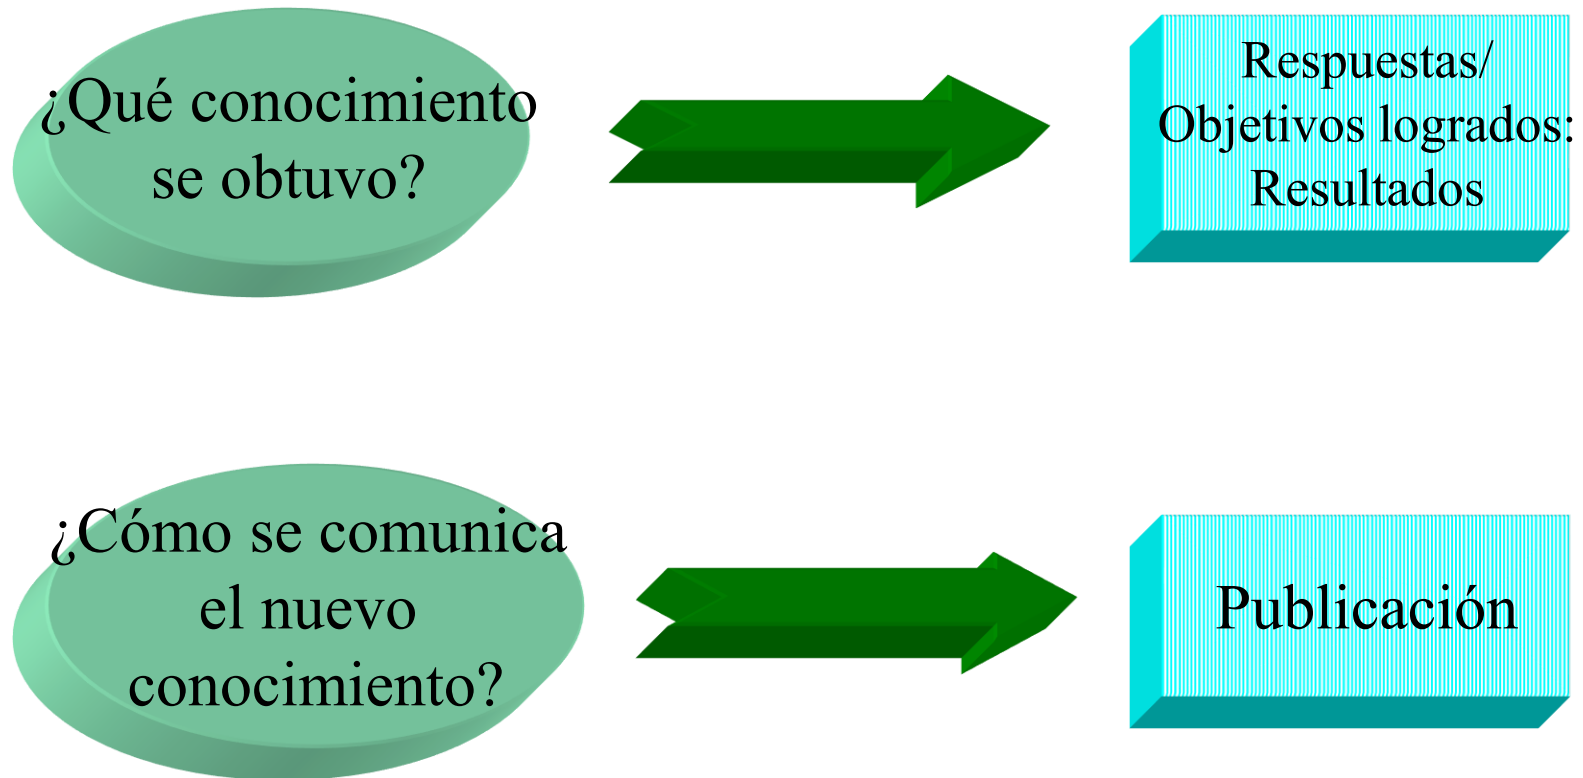 ¿Qué conocimiento
se obtuvo?
Respuestas/
Objetivos logrados:
Resultados
¿Cómo se comunica
el nuevo
conocimiento?
Publicación